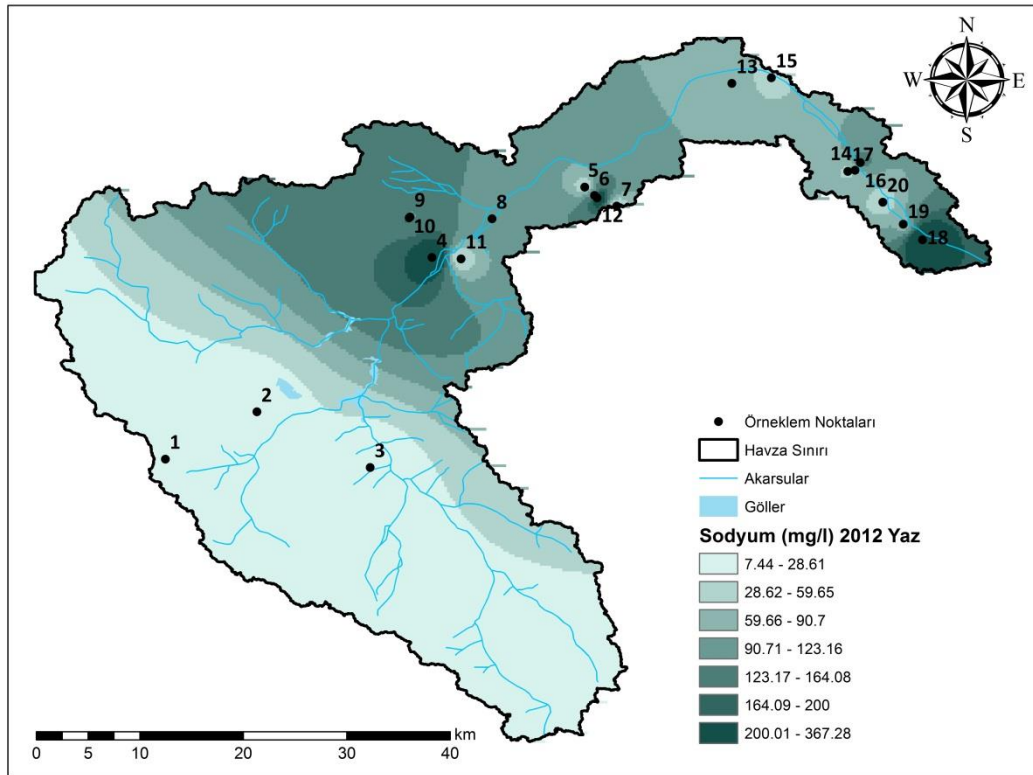 N
W E
S
13
15
14 17
16
20
19
18
5
6
7
12
8
9
10
4
11
2
1
3
Örneklem Noktaları
Havza Sınırı
Akarsular
Göller
Sodyum (mg/l) 2012 Yaz
7.44 - 28.61
28.62 - 59.65
59.66 - 90.7
90.71 - 123.16
123.17 - 164.08
164.09 - 200
200.01 - 367.28
km
0 5 10 20 30 40